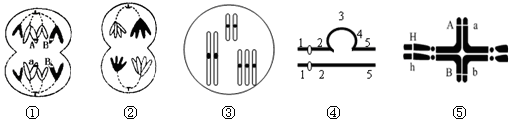 A B
a B
3
1 2 4 5
1 2 5
A a
H
h
B b
① ② ③ ④ ⑤